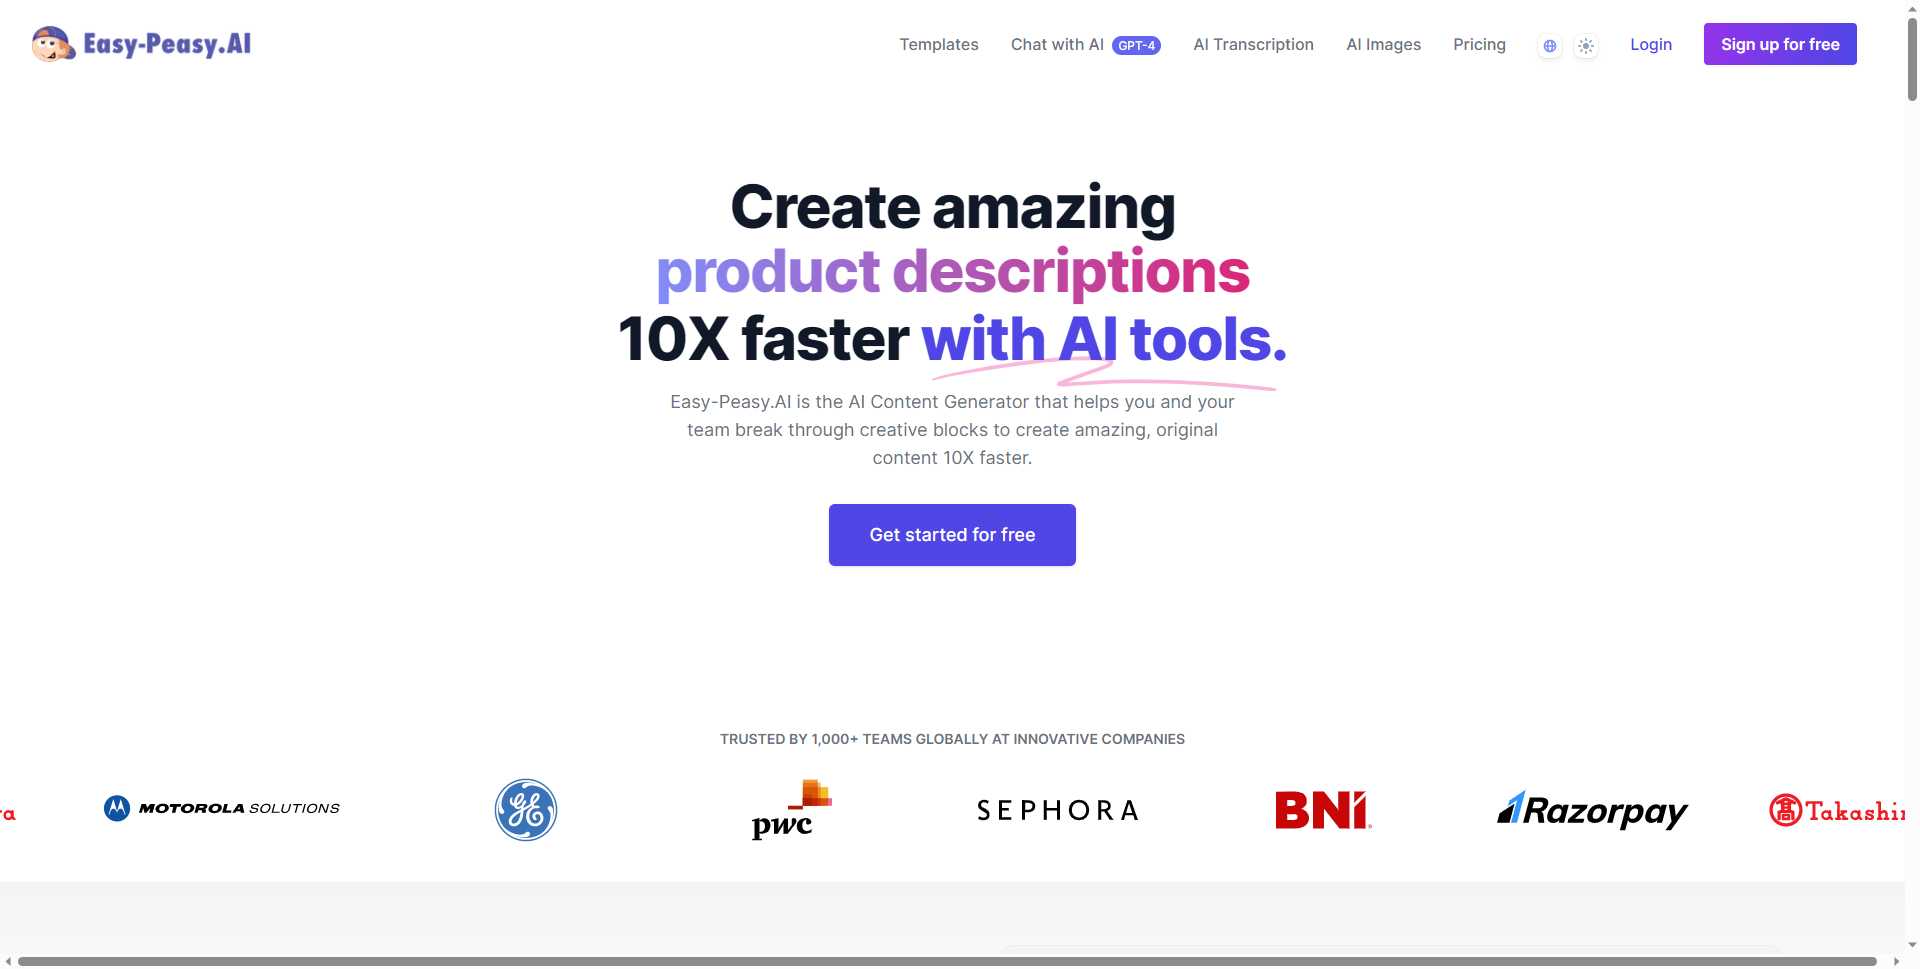 Easy-Peasy.AI
Templates
Chat with AI GPT-4
AI Transcription
AI Images
Pricing
Login
Sign up for free
Create amazing
product descriptions
10X faster with AI tools.
Easy-Peasy.AI is the AI Content Generator that helps you and your
team break through creative blocks to create amazing, original
content 10X faster.
Get started for free
TRUSTED BY 1,000+ TEAMS GLOBALLY AT INNOVATIVE COMPANIES
MOTOROLA SOLUTIONS
GE
pwc
SEPHORA
BNI
Razorpay
髙 Takashi